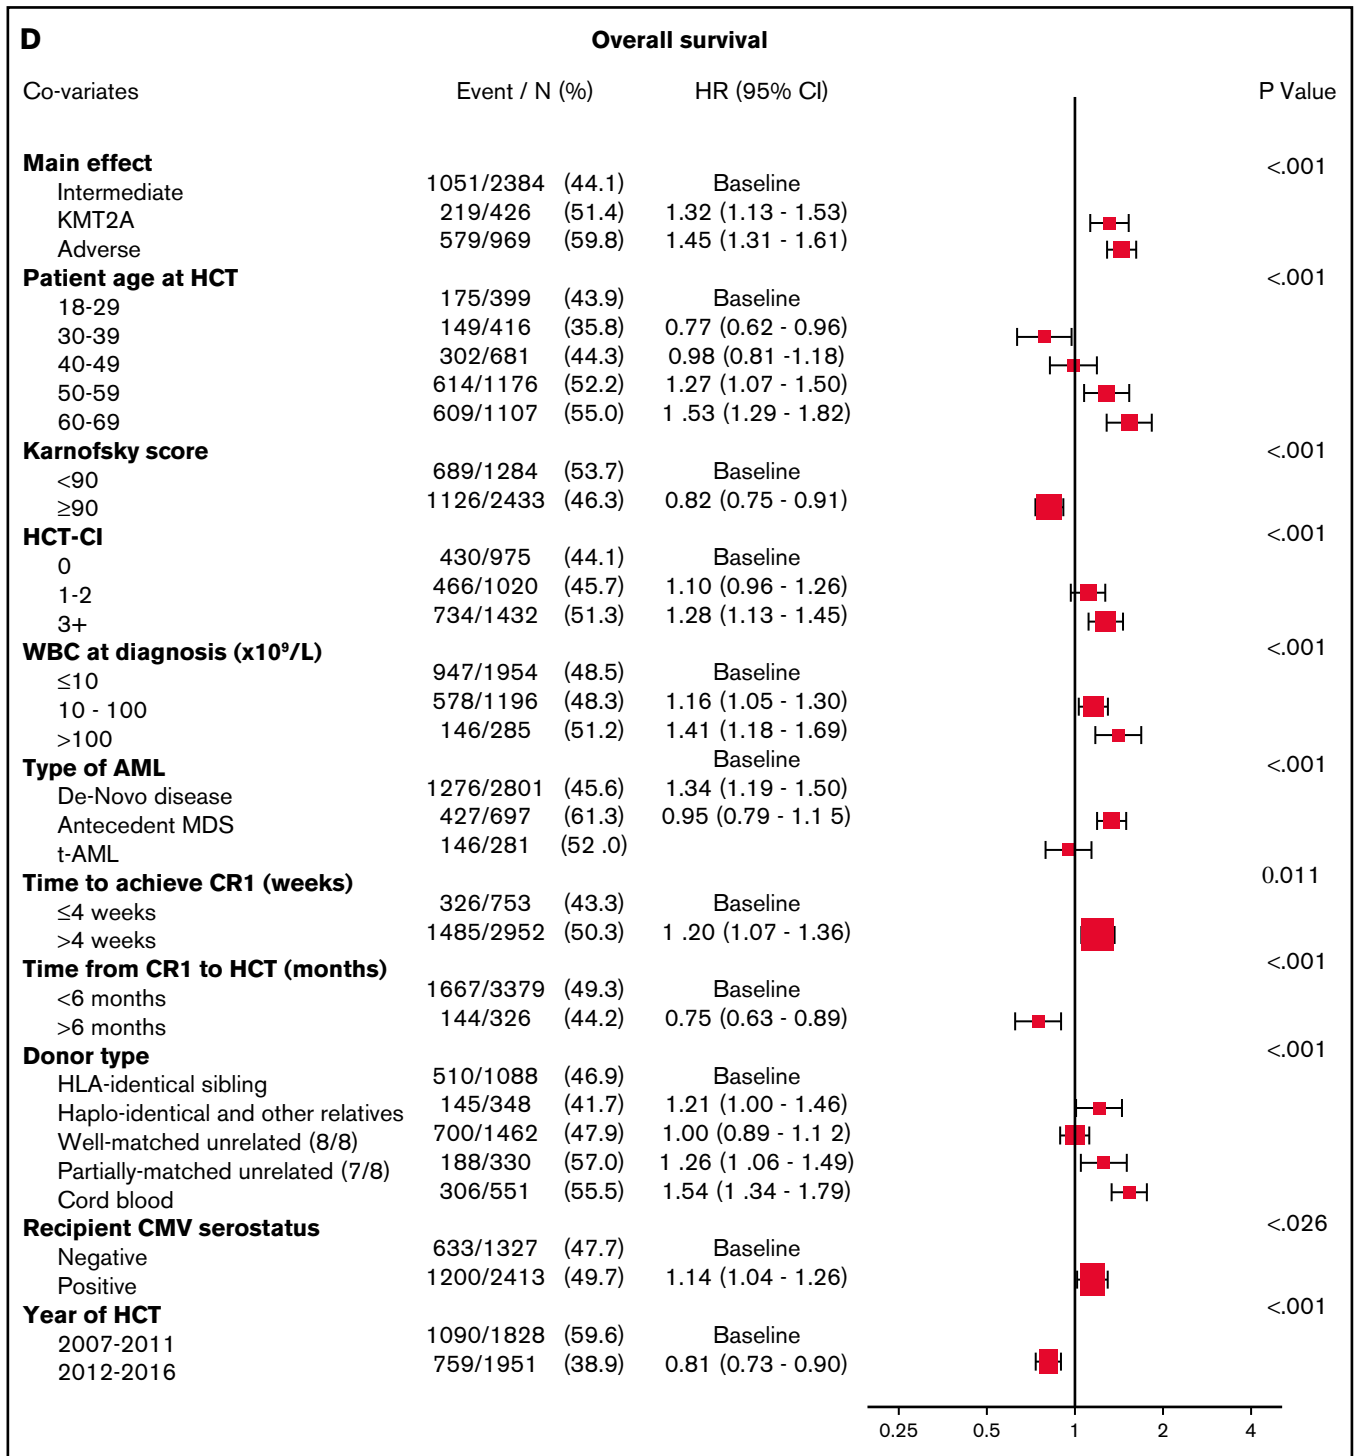 D
Overall survival
Co-variates Event / N (%) HR (95% CI) P Value
Main effect <.001
Intermediate 1051/2384 (44.1) Baseline
KMT2A 219/426 (51.4) 1.32 (1.13 - 1.53)
Adverse 579/969 (59.8) 1.45 (1.31 - 1.61)
Patient age at HCT <.001
18-29 175/399 (43.9) Baseline
30-39 149/416 (35.8) 0.77 (0.62 - 0.96)
40-49 302/681 (44.3) 0.98 (0.81 -1.18)
50-59 614/1176 (52.2) 1.27 (1.07 - 1.50)
60-69 609/1107 (55.0) 1 .53 (1.29 - 1.82)
Karnofsky score <.001
<90 689/1284 (53.7) Baseline
≥90 1126/2433 (46.3) 0.82 (0.75 - 0.91)
HCT-CI <.001
0 430/975 (44.1) Baseline
1-2 466/1020 (45.7) 1.10 (0.96 - 1.26)
3+ 734/1432 (51.3) 1.28 (1.13 - 1.45)
WBC at diagnosis (x10⁹/L) <.001
≤10 947/1954 (48.5) Baseline
10 - 100 578/1196 (48.3) 1.16 (1.05 - 1.30)
>100 146/285 (51.2) 1.41 (1.18 - 1.69)
Type of AML Baseline <.001
De-Novo disease 1276/2801 (45.6) 1.34 (1.19 - 1.50)
Antecedent MDS 427/697 (61.3) 0.95 (0.79 - 1.1 5)
t-AML 146/281 (52 .0)
Time to achieve CR1 (weeks) 0.011
≤4 weeks 326/753 (43.3) Baseline
>4 weeks 1485/2952 (50.3) 1 .20 (1.07 - 1.36)
Time from CR1 to HCT (months) <.001
<6 months 1667/3379 (49.3) Baseline
>6 months 144/326 (44.2) 0.75 (0.63 - 0.89)
Donor type <.001
HLA-identical sibling 510/1088 (46.9) Baseline
Haplo-identical and other relatives 145/348 (41.7) 1.21 (1.00 - 1.46)
Well-matched unrelated (8/8) 700/1462 (47.9) 1.00 (0.89 - 1.1 2)
Partially-matched unrelated (7/8) 188/330 (57.0) 1 .26 (1 .06 - 1.49)
Cord blood 306/551 (55.5) 1.54 (1 .34 - 1.79)
Recipient CMV serostatus <.026
Negative 633/1327 (47.7) Baseline
Positive 1200/2413 (49.7) 1.14 (1.04 - 1.26)
Year of HCT <.001
2007-2011 1090/1828 (59.6) Baseline
2012-2016 759/1951 (38.9) 0.81 (0.73 - 0.90)
0.25 0.5 1 2 4